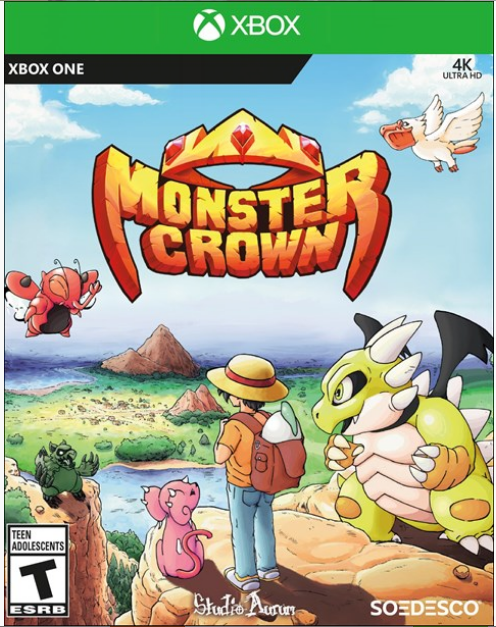 XBOX
XBOX ONE
4K
ULTRA HD
MONSTER
CROWN
TEEN
ADOLESCENTS
T
ESRB
Studio Aurum
SOEDESCO®